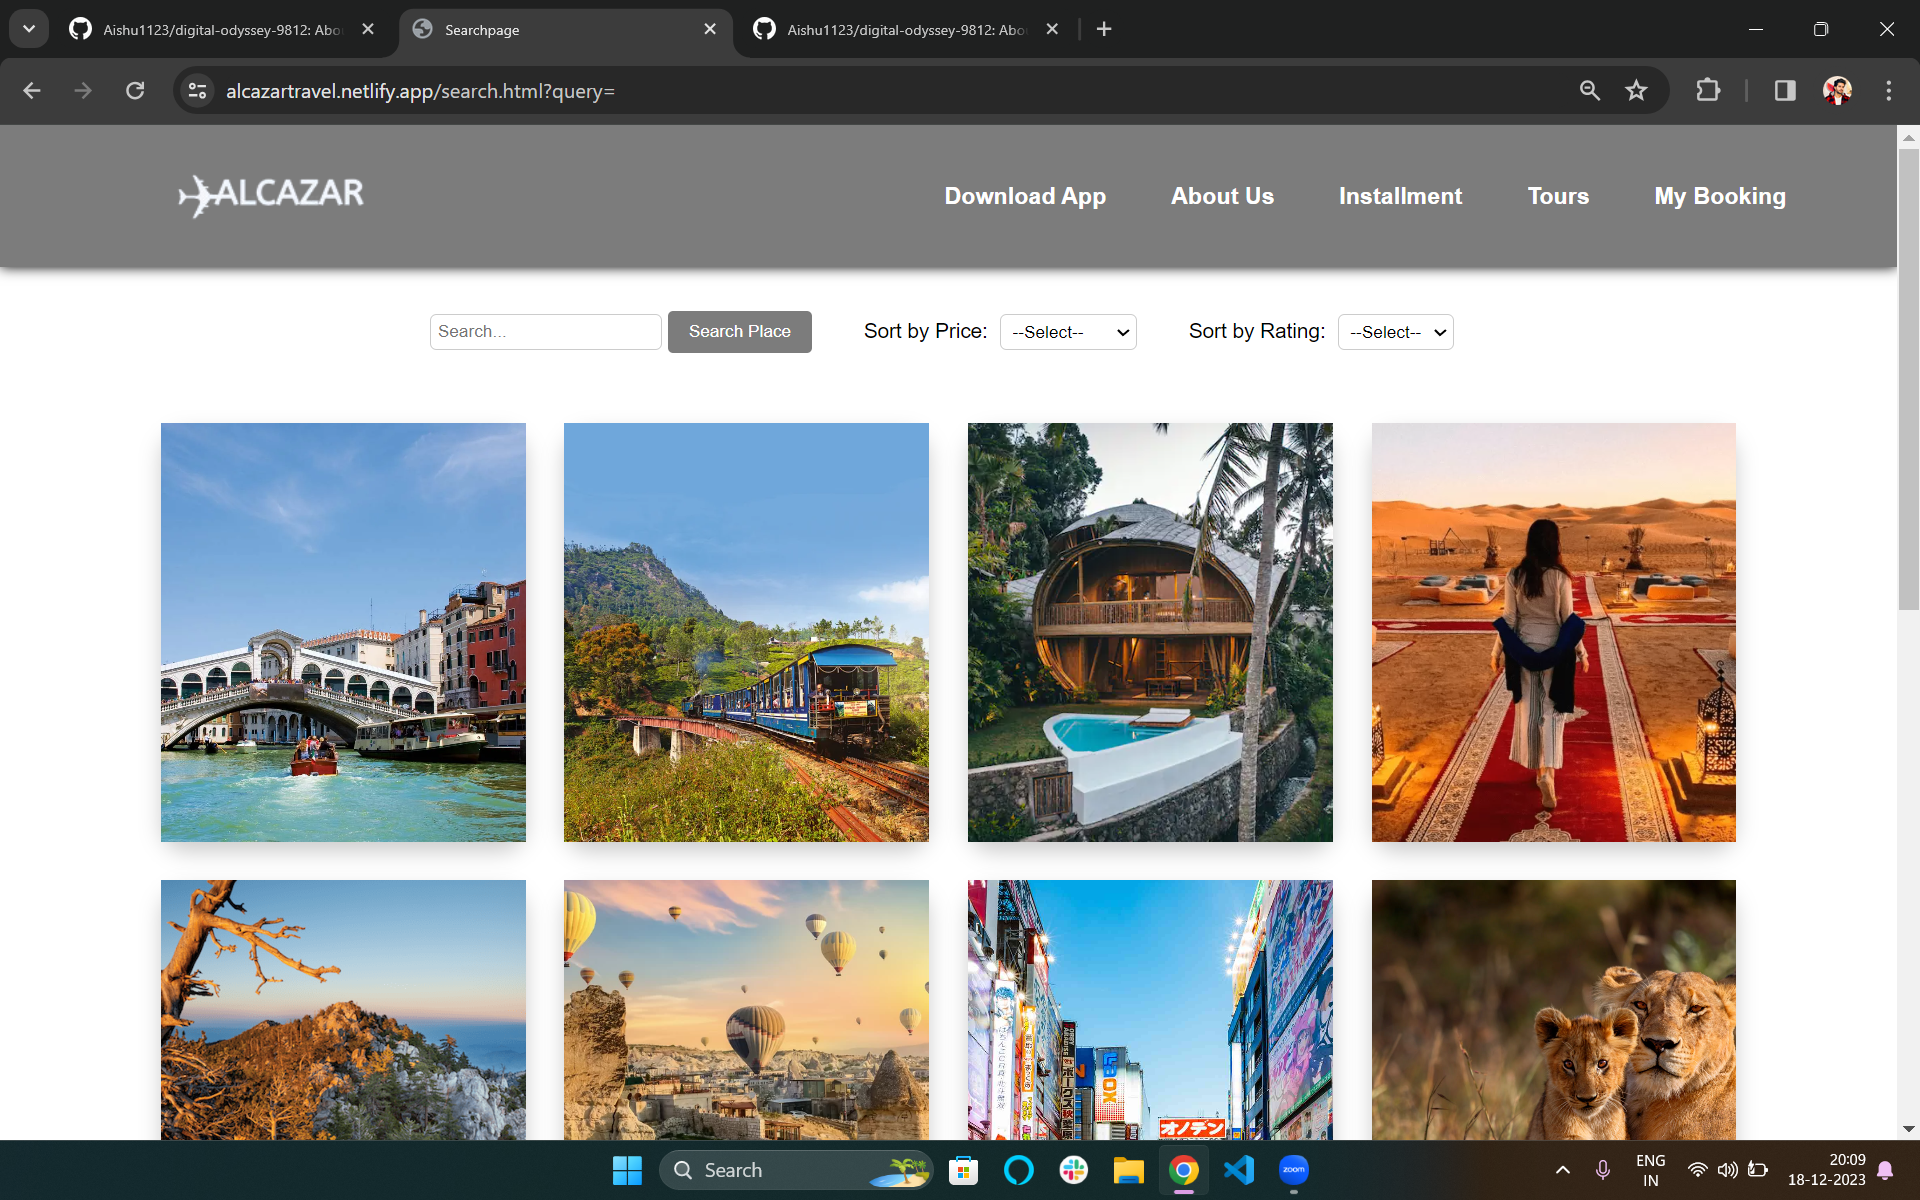 Aishu1123/digital-odyssey-9812: Abo
Searchpage
Aishu1123/digital-odyssey-9812: Abo
alcazartravel.netlify.app/search.html?query=
ALCAZAR
Download App
About Us
Installment
Tours
My Booking
Search...
Search Place
Sort by Price:
--Select--
Sort by Rating:
--Select--
オノデン
Search
zoom
ENG
IN
20:09
18-12-2023